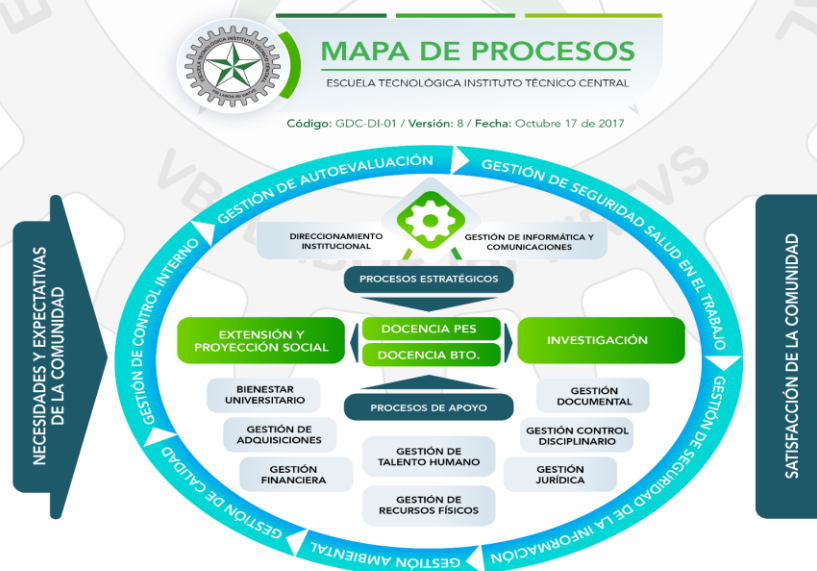 MAPA DE PROCESOS
ESCUELA TECNOLÓGICA INSTITUTO TÉCNICO CENTRAL
Código: GDC-DI-01 / Versión: 8 / Fecha: Octubre 17 de 2017
GESTIÓN DE AUTOEVALUACIÓN
GESTIÓN DE SEGURIDAD SALUD EN EL TRABAJO
GESTIÓN DE SEGURIDAD DE LA INFORMACIÓN
GESTIÓN AMBIENTAL
GESTIÓN DE CALIDAD
GESTIÓN DE CONTROL INTERNO
NECESIDADES Y EXPECTATIVAS
DE LA COMUNIDAD
DIRECCIONAMIENTO
INSTITUCIONAL
GESTIÓN DE INFORMÁTICA Y
COMUNICACIONES
PROCESOS ESTRATÉGICOS
EXTENSIÓN Y
PROYECCIÓN SOCIAL
DOCENCIA PES
DOCENCIA BTO.
INVESTIGACIÓN
PROCESOS DE APOYO
BIENESTAR
UNIVERSITARIO
GESTIÓN DE
ADQUISICIONES
GESTIÓN
FINANCIERA
GESTIÓN DE
TALENTO HUMANO
GESTIÓN DE
RECURSOS FÍSICOS
GESTIÓN
DOCUMENTAL
GESTIÓN CONTROL
DISCIPLINARIO
GESTIÓN
JURÍDICA
SATISFACCIÓN DE LA COMUNIDAD